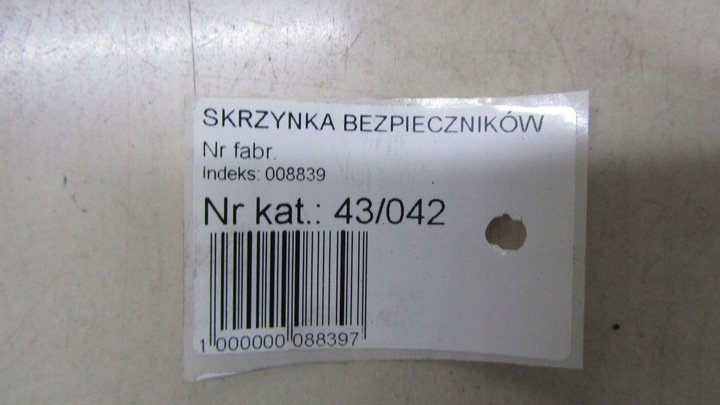 SKRZYNKA BEZPIECZNIKÓW
Nr fabr.
Indeks: 008839
Nr kat.: 43/042
1 000000 088397